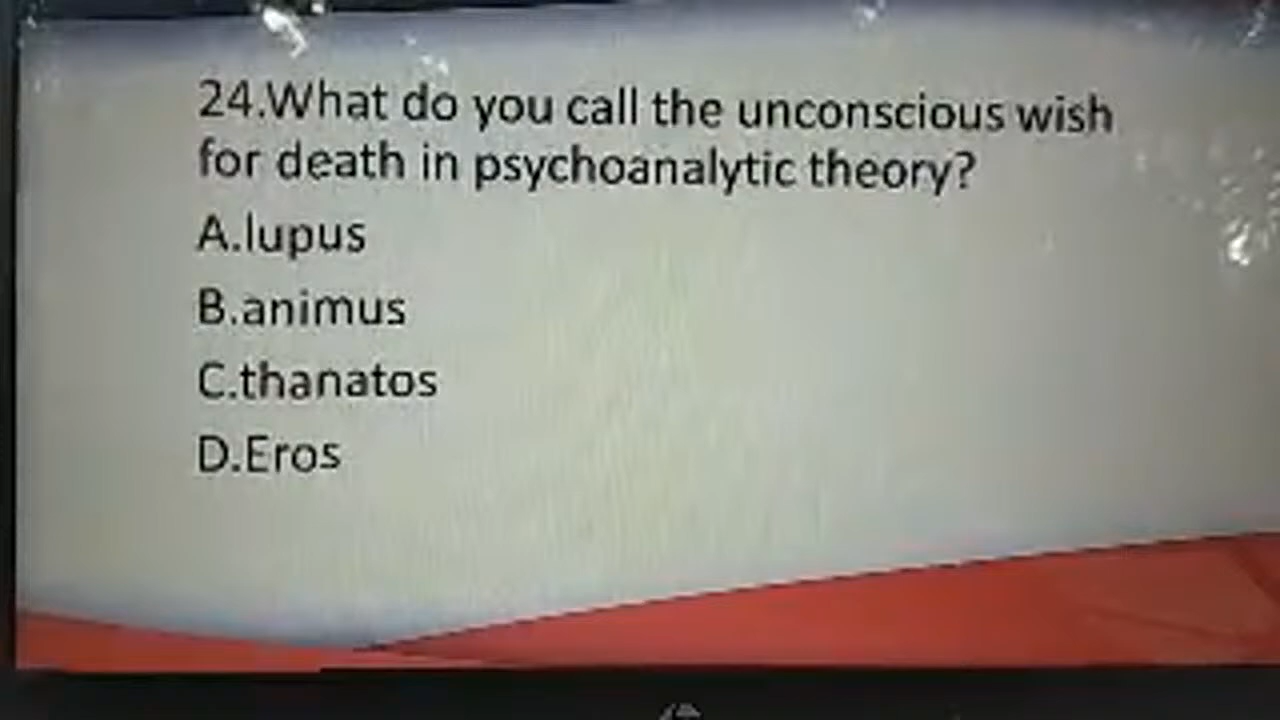 24.What do you call the unconscious wish
for death in psychoanalytic theory?
A.lupus
B.animus
C.thanatos
D.Eros